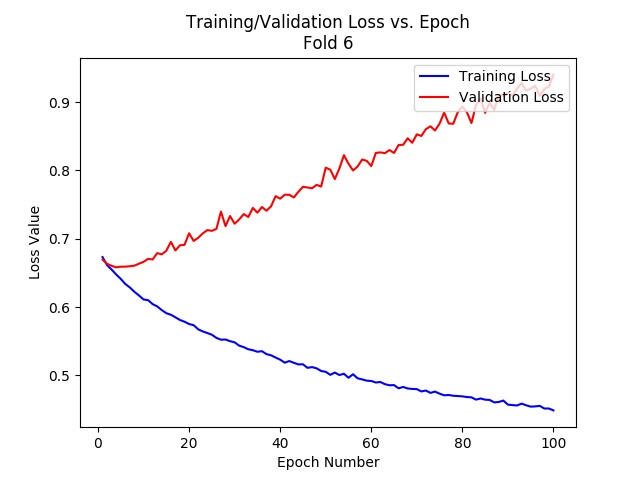 Training/Validation Loss vs. Epoch
Fold 6
Training Loss
Validation Loss
0.9
0.8
0.7
0.6
0.5
Loss Value
0
20
40
60
80
100
Epoch Number